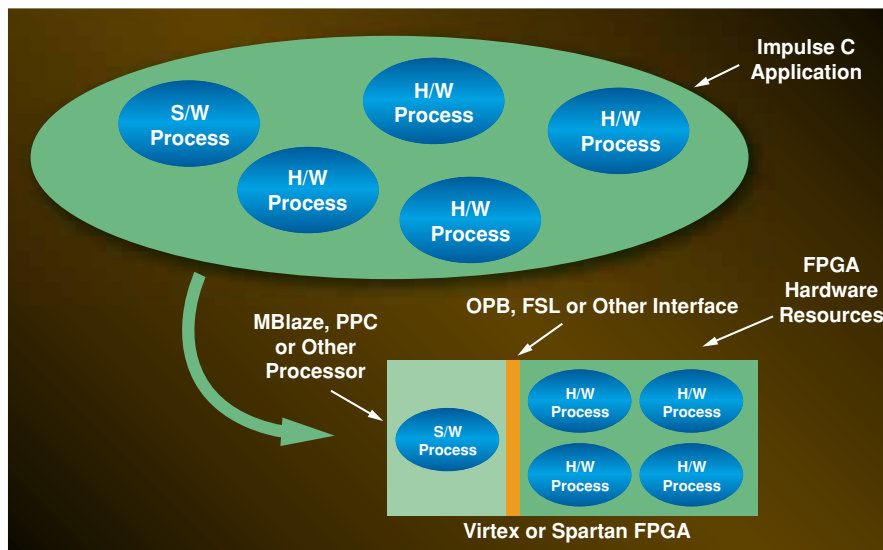 Impulse C
Application
S/W
Process
H/W
Process
H/W
Process
H/W
Process
H/W
Process
FPGA
Hardware
Resources
OPB, FSL or Other Interface
MBlaze, PPC
or Other
Processor
S/W
Process
H/W
Process
H/W
Process
H/W
Process
H/W
Process
Virtex or Spartan FPGA